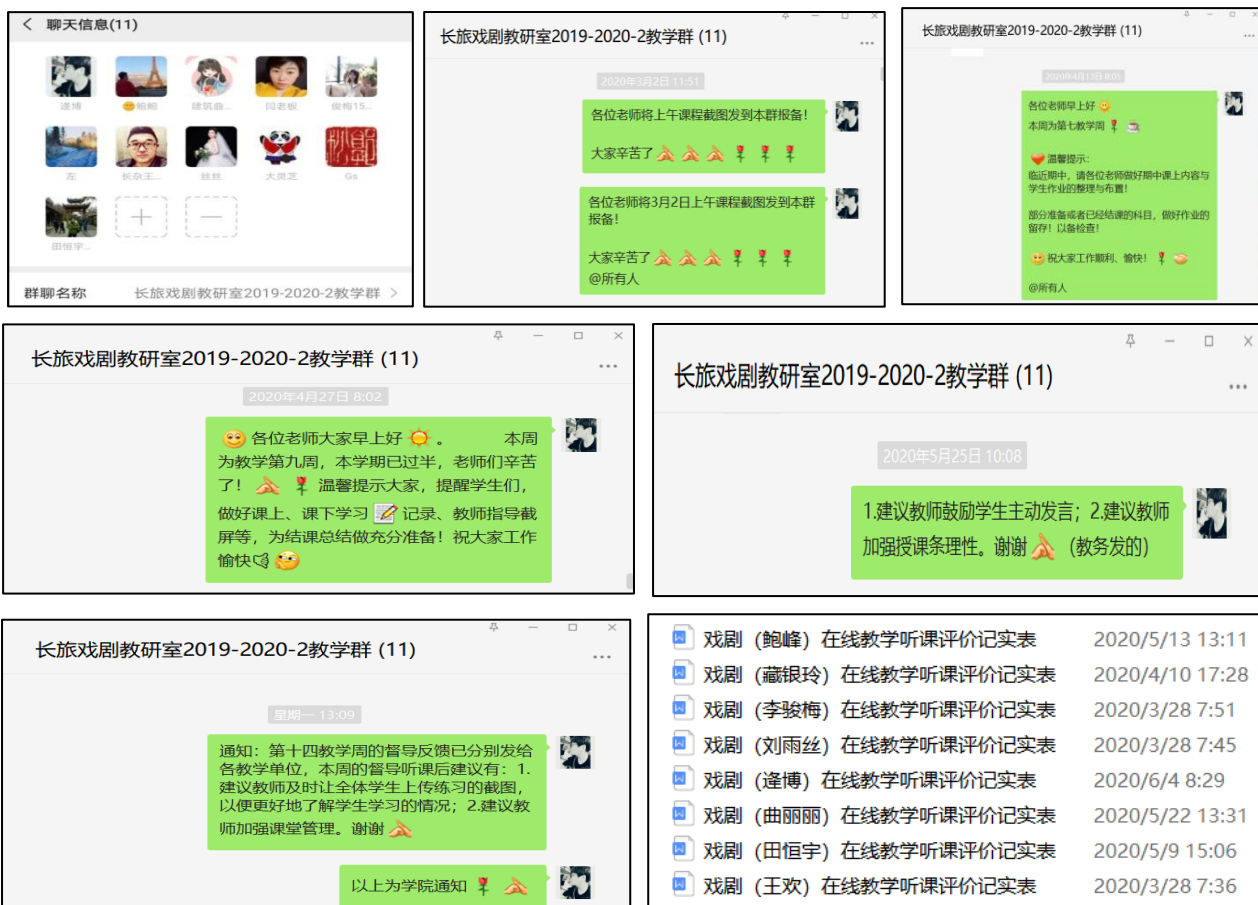 聊天信息(11)
逄博
鲍鲍
建筑曲...
闫老板
俊梅15...
左
长杂王...
丝丝
大灵芝
Gs
田恒宇...
群聊名称 长旅戏剧教研室2019-2020-2教学群
长旅戏剧教研室2019-2020-2教学群 (11)
2020年3月2日 11:51
各位老师将上午课程截图发到本群报备！
大家辛苦了
各位老师将3月2日上午课程截图发到本群
报备！
大家辛苦了
@所有人
长旅戏剧教研室2019-2020-2教学群 (11)
2020年4月13日 8:05
各位老师早上好
本周为第七教学周
温馨提示：
临近期中，请各位老师做好期中课上内容与
学生作业的整理与布置！
部分准备或者已经结课的科目，做好作业的
留存！以备检查！
祝大家工作顺利、愉快！
@所有人
长旅戏剧教研室2019-2020-2教学群 (11)
2020年4月27日 8:02
各位老师大家早上好 。 本周
为教学第九周，本学期已过半，老师们辛苦
了！ 温馨提示大家，提醒学生们，
做好课上、课下学习 记录、教师指导截
屏等，为结课总结做充分准备！祝大家工作
愉快
长旅戏剧教研室2019-2020-2教学群 (11)
2020年5月25日 10:08
1.建议教师鼓励学生主动发言；2.建议教师
加强授课条理性。谢谢 （教务发的）
长旅戏剧教研室2019-2020-2教学群 (11)
星期一 13:09
通知：第十四教学周的督导反馈已分别发给
各教学单位，本周的督导听课后建议有：1.
建议教师及时让全体学生上传练习的截图，
以便更好地了解学生学习的情况；2.建议教
师加强课堂管理。谢谢
以上为学院通知
戏剧（鲍峰）在线教学听课评价记实表 2020/5/13 13:11
戏剧（藏银玲）在线教学听课评价记实表 2020/4/10 17:28
戏剧（李骏梅）在线教学听课评价记实表 2020/3/28 7:51
戏剧（刘雨丝）在线教学听课评价记实表 2020/3/28 7:45
戏剧（逄博）在线教学听课评价记实表 2020/6/4 8:29
戏剧（曲丽丽）在线教学听课评价记实表 2020/5/22 13:31
戏剧（田恒宇）在线教学听课评价记实表 2020/5/9 15:06
戏剧（王欢）在线教学听课评价记实表 2020/3/28 7:36